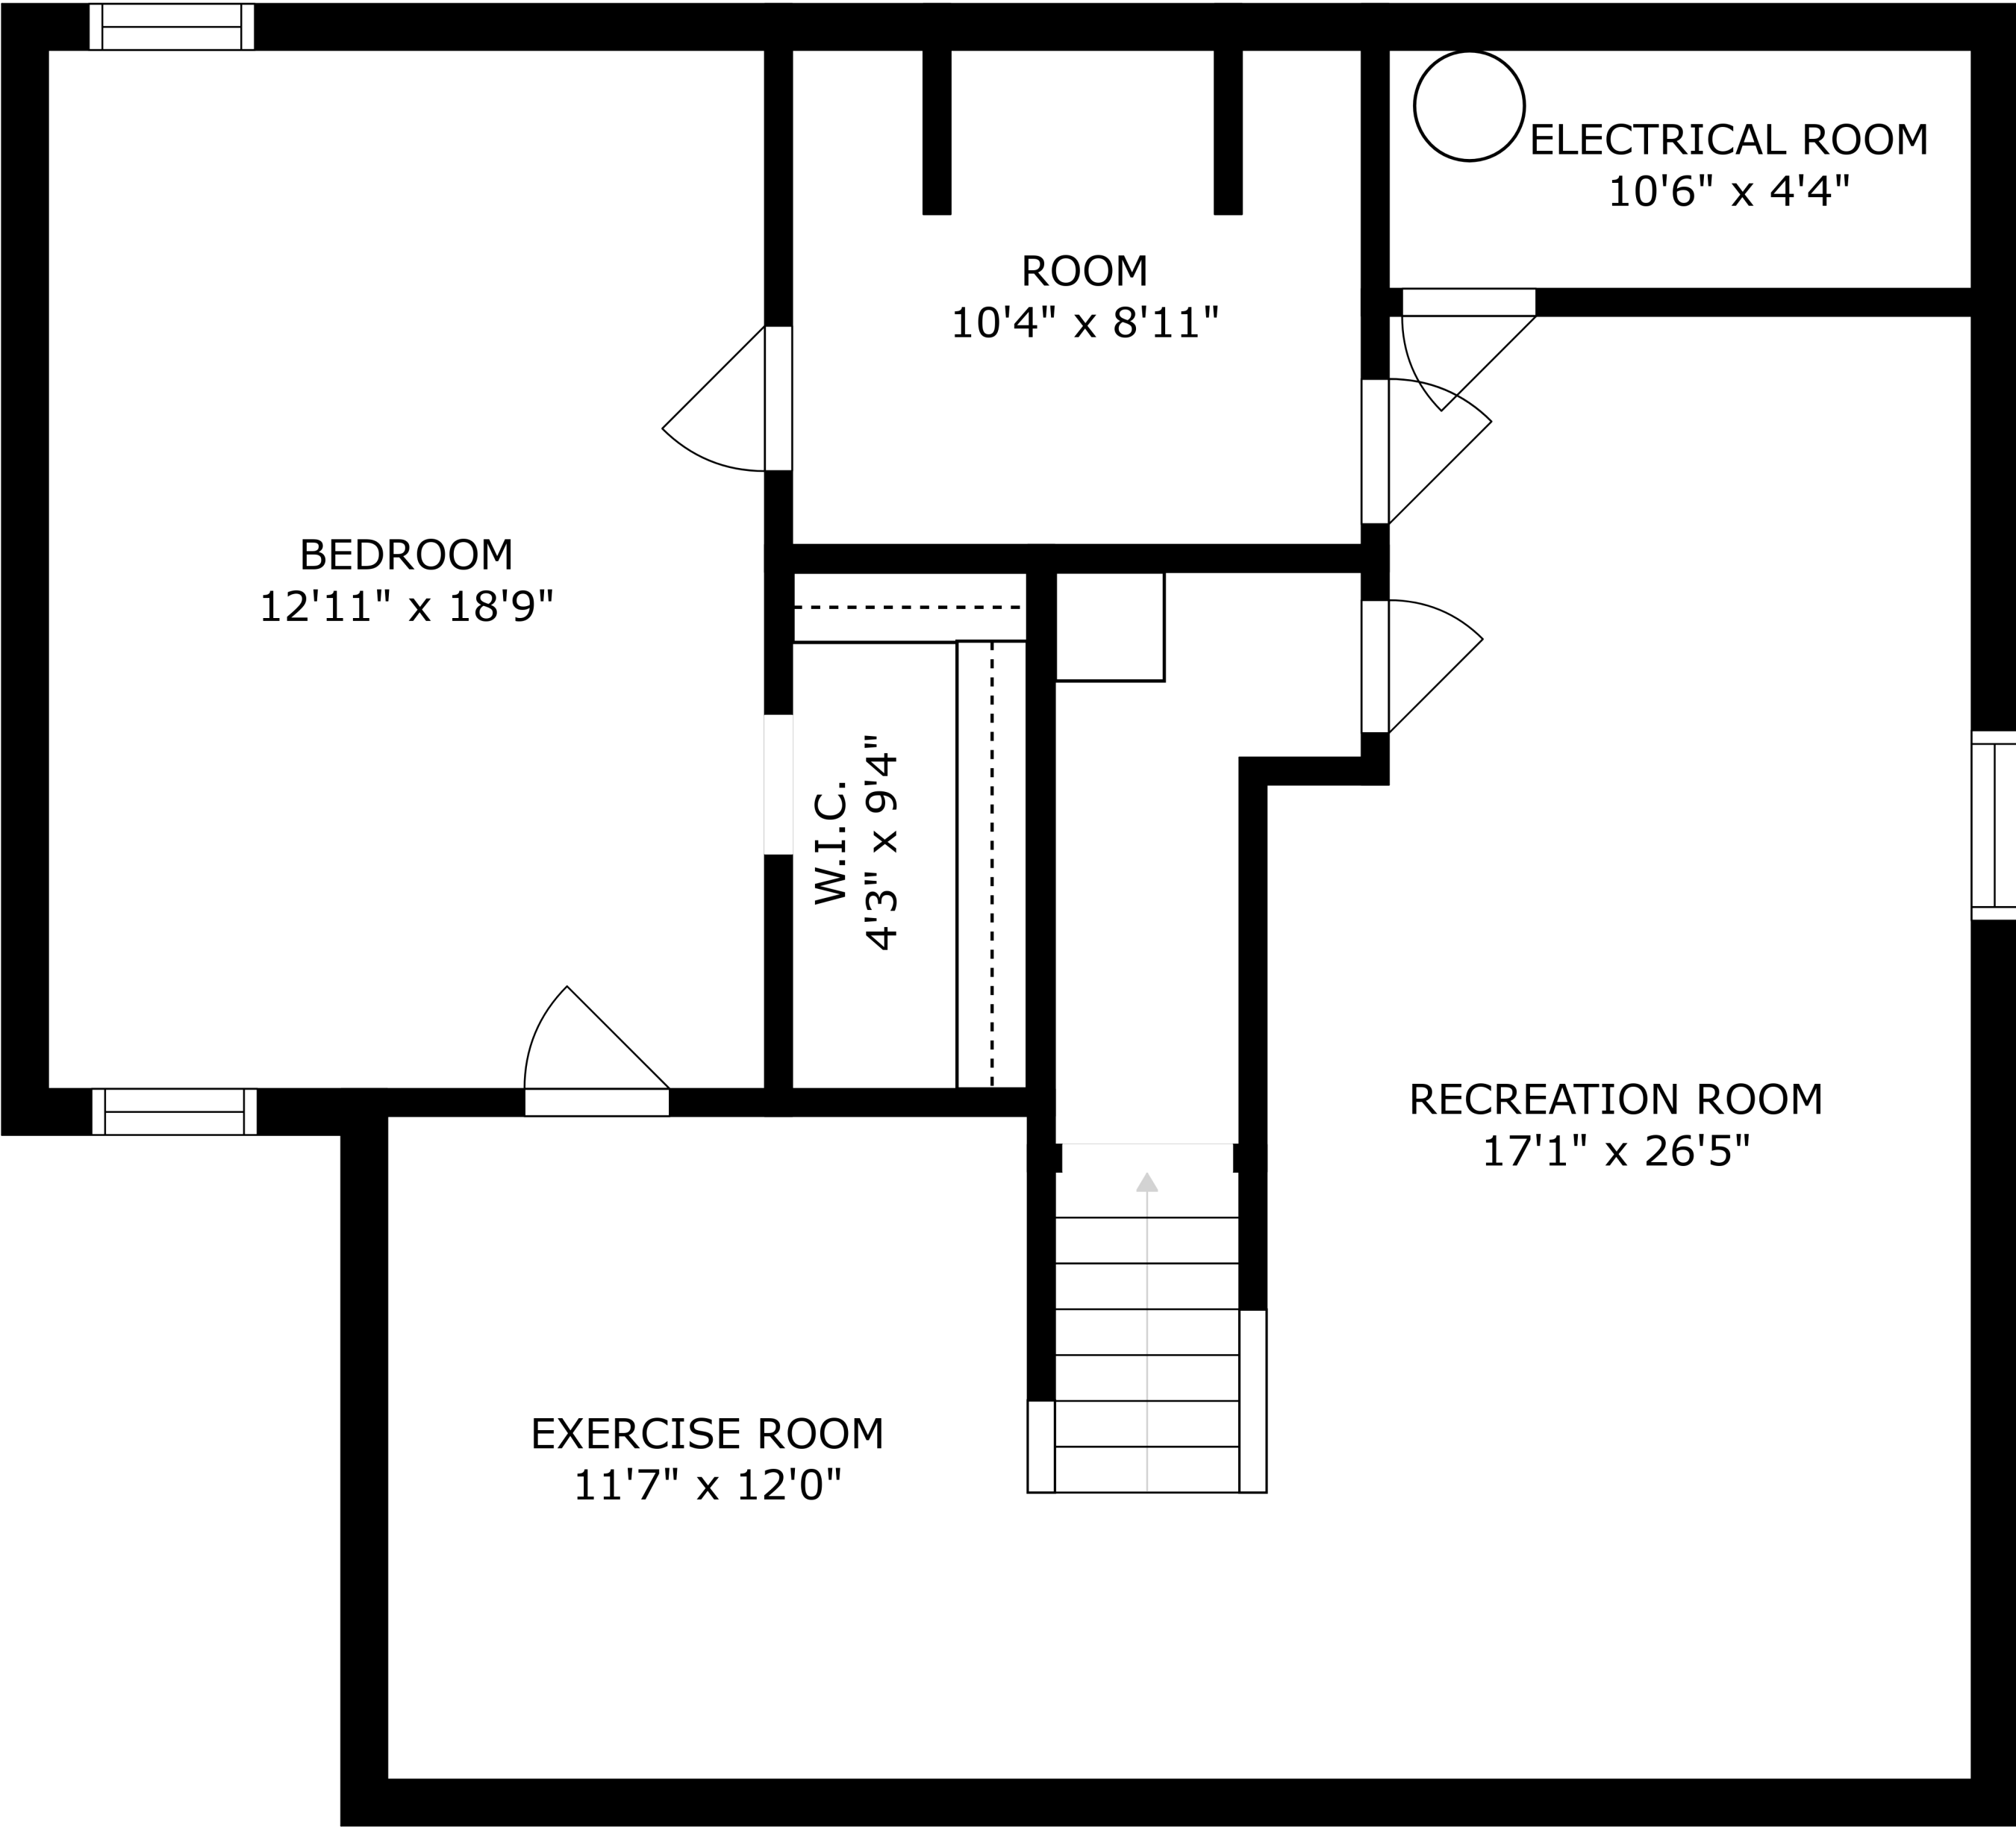 ELECTRICAL ROOM
10'6" x 4'4"
ROOM
10'4" x 8'11"
BEDROOM
12'11" x 18'9"
W.I.C.
4'3" x 9'4"
RECREATION ROOM
17'1" x 26'5"
EXERCISE ROOM
11'7" x 12'0"